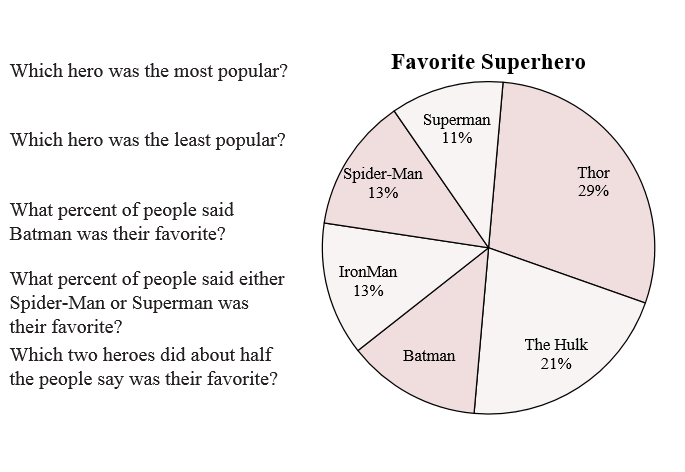 Favorite Superhero
Which hero was the most popular?
Which hero was the least popular?
What percent of people said
Batman was their favorite?
What percent of people said either
Spider-Man or Superman was
their favorite?
Which two heroes did about half
the people say was their favorite?
Superman
11%
Thor
29%
Spider-Man
13%
IronMan
13%
Batman
The Hulk
21%